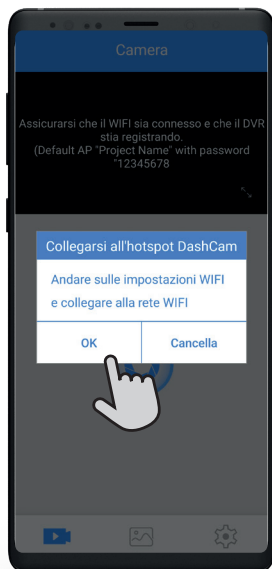 Camera
Assicurarsi che il WIFI sia connesso e che il DVR
stia registrando.
(Default AP "Project Name" with password
"12345678
Collegarsi all'hotspot DashCam
Andare sulle impostazioni WIFI
e collegare alla rete WIFI
OK
Cancella